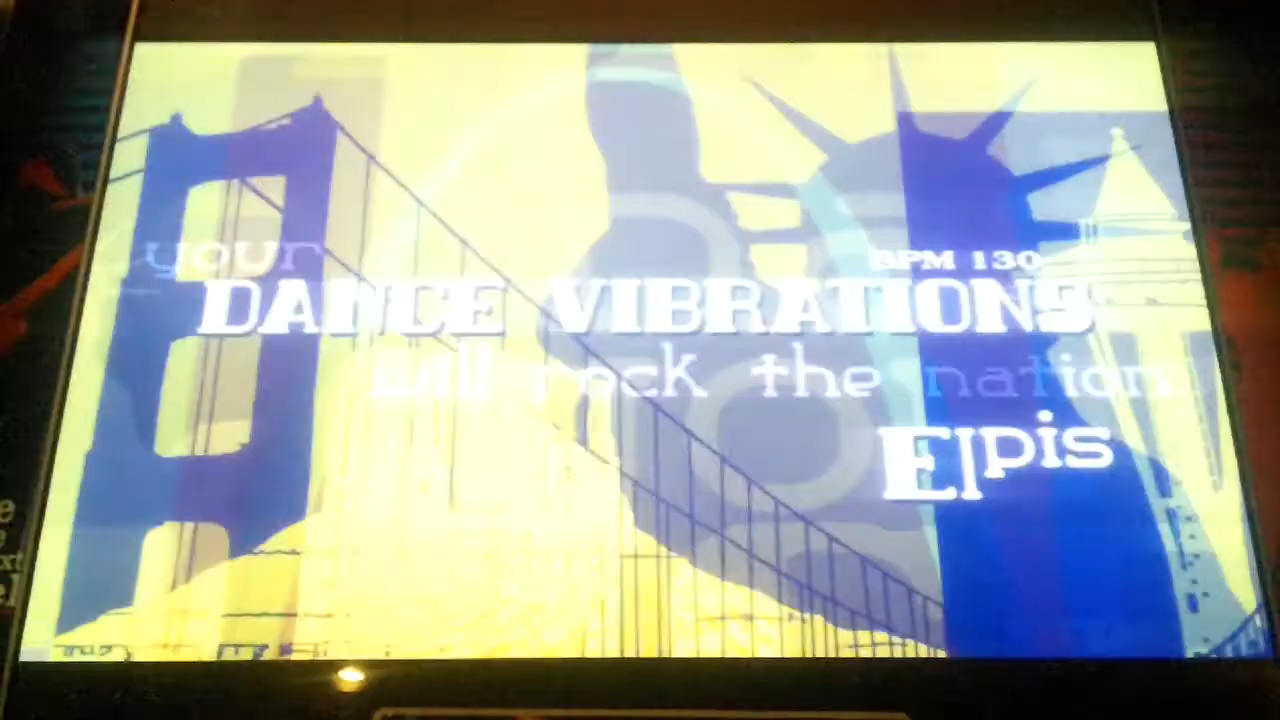 your
BPM 130
DANCE VIBRATIONS
will rock the nation
Elpis